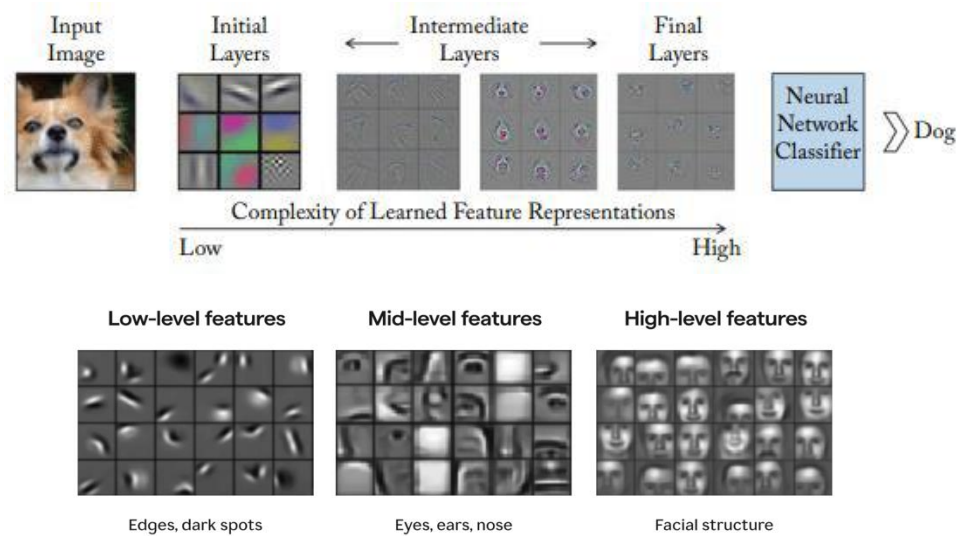 Input
Image
Initial
Layers
Intermediate
Layers
Final
Layers
Neural
Network
Classifier
Dog
Complexity of Learned Feature Representations
Low
High
Low-level features
Mid-level features
High-level features
Edges, dark spots
Eyes, ears, nose
Facial structure